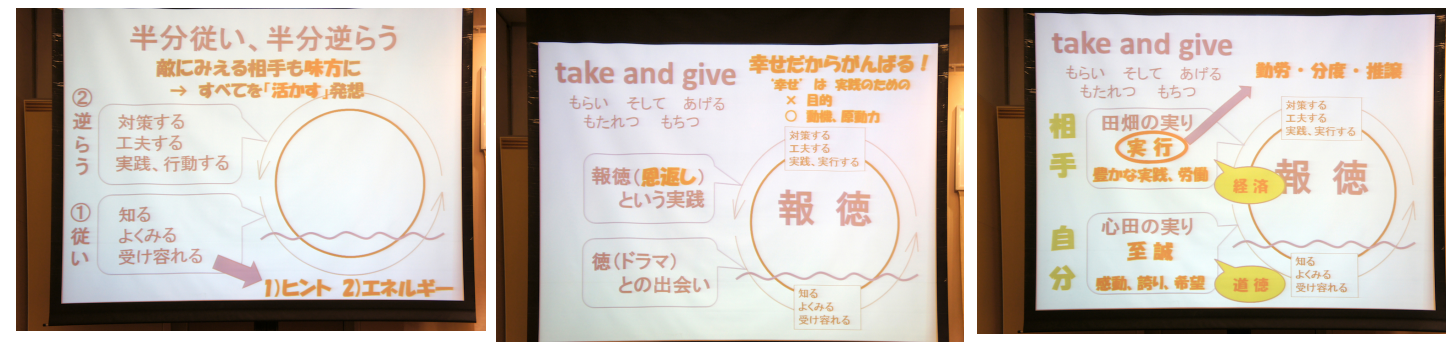 半分従い、半分逆らう
敵にみえる相手も味方に
→ すべてを「活かす」発想
②逆らう
対策する
工夫する
実践、行動する
①従い
知る
よくみる
受け容れる
1)ヒント 2)エネルギー
take and give
もらい そして あげる
もたれつ もちつ
幸せだからがんばる！
'幸せ' は 実践のための
× 目的
○ 動機、原動力
対策する
工夫する
実践、実行する
報徳（恩返し）
という実践
報徳
徳（ドラマ）
との出会い
知る
よくみる
受け容れる
take and give
もらい そして あげる
もたれつ もちつ
勤労・分度・推譲
相手
田畑の実り
実行
豊かな実践、労働
対策する
工夫する
実践、実行する
経済
報徳
自分
心田の実り
至誠
感動、誇り、希望
道徳
知る
よくみる
受け容れる